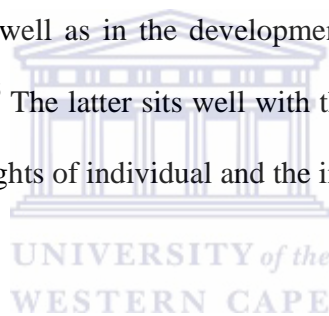 well as in the development
The latter sits well with th
ghts of individual and the i
UNIVERSITY of the
WESTERN CAPE